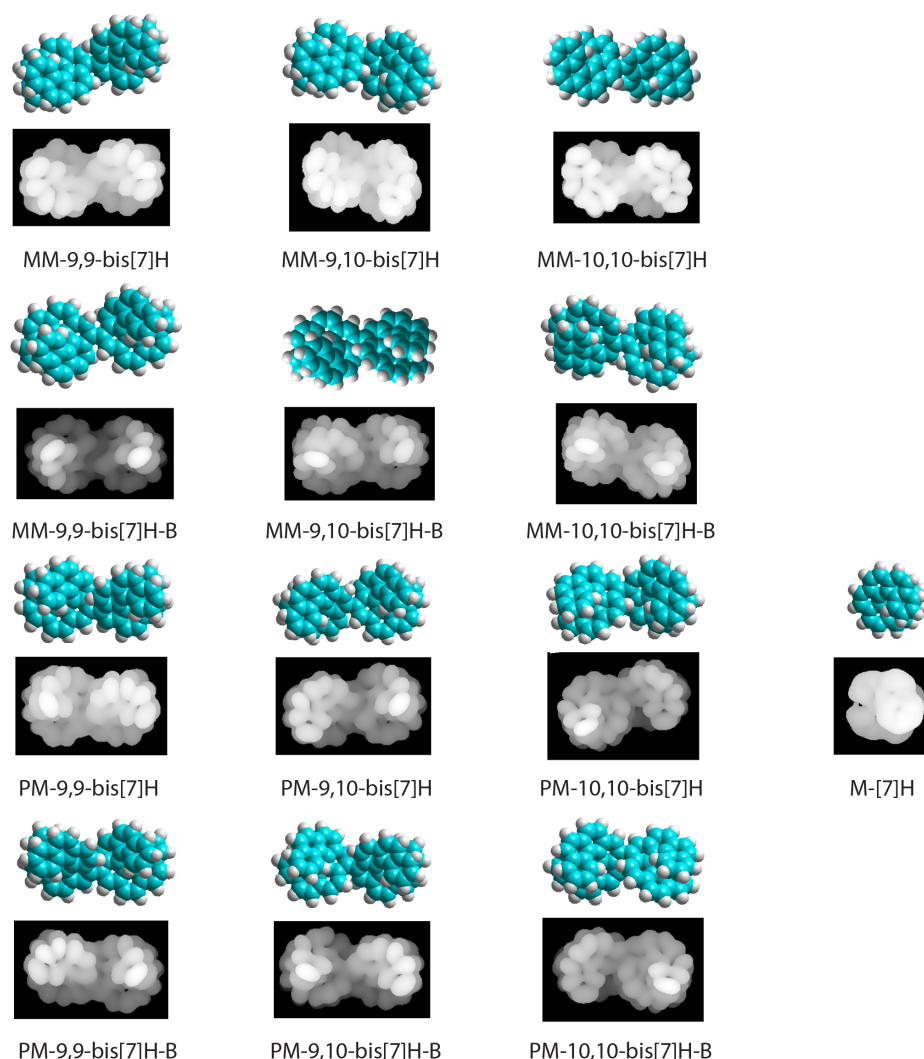 MM-9,9-bis[7]H
MM-9,10-bis[7]H
MM-10,10-bis[7]H
MM-9,9-bis[7]H-B
MM-9,10-bis[7]H-B
MM-10,10-bis[7]H-B
PM-9,9-bis[7]H
PM-9,10-bis[7]H
PM-10,10-bis[7]H
M-[7]H
PM-9,9-bis[7]H-B
PM-9,10-bis[7]H-B
PM-10,10-bis[7]H-B